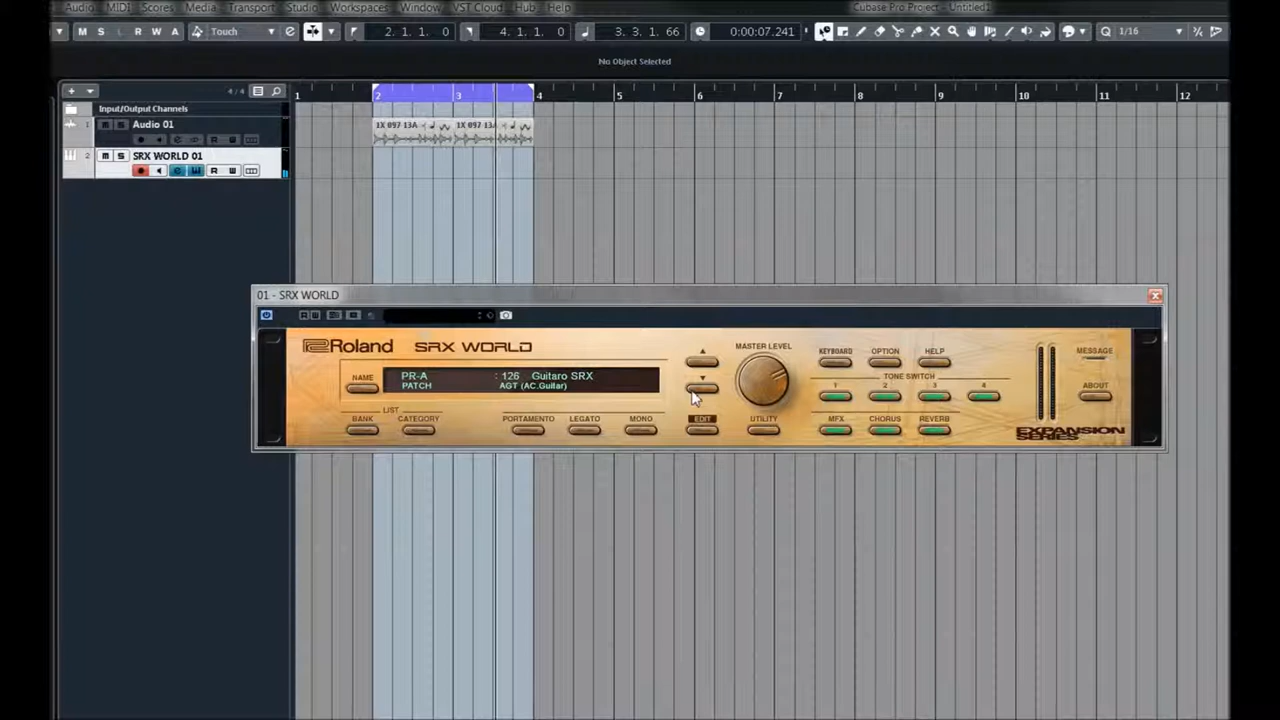 Audio MIDI Scores Media Transport Studio Workspaces Window VST Cloud Hub Help Cubase Pro Project - Untitled1
M S L R W A Touch 2. 1. 1. 0 4. 1. 1. 0 3. 3. 1. 66 0:00:07.241 Q 1/16
No Object Selected
+ 4/4 1 2 3 4 5 6 7 8 9 10 11 12
Input/Output Channels
1 M S Audio 01 1X 097 13A 1X 097 13A
R W
2 M S SRX WORLD 01
R W
01 - SRX WORLD
R W
Roland SRX WORLD
MASTER LEVEL
KEYBOARD OPTION HELP
MESSAGE
NAME
PR-A : 126 Guitaro SRX
PATCH AGT (AC.Guitar)
TONE SWITCH
1 2 3 4
ABOUT
LIST
BANK CATEGORY PORTAMENTO LEGATO MONO EDIT UTILITY MFX CHORUS REVERB
EXPANSION
SERIES